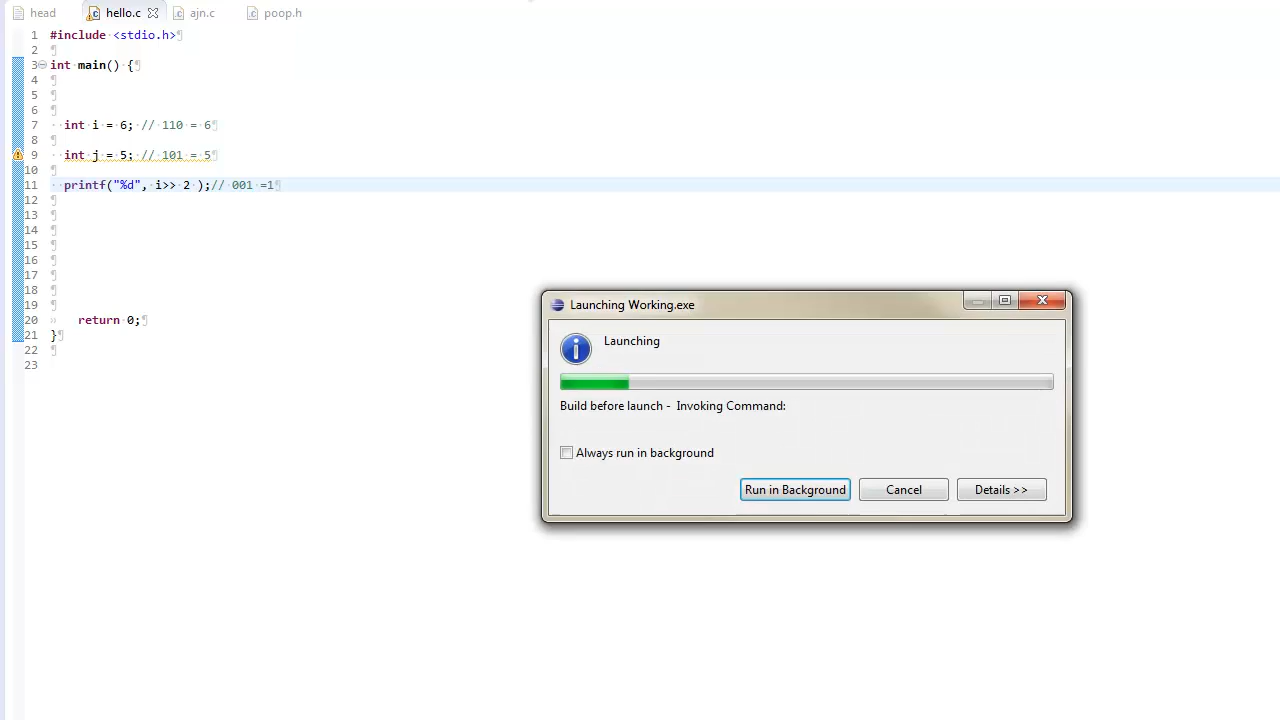 head hello.c ajn.c poop.h
1 #include <stdio.h>
2
3 int main() {
4
5
6
7 int i = 6; // 110 = 6
8
9 int j = 5; // 101 = 5
10
11 printf("%d", i>> 2 );// 001 =1
12
13
14
15
16
17
18
19
20 return 0;
21 }
22
23
Launching Working.exe
Launching
Build before launch - Invoking Command:
Always run in background
Run in Background Cancel Details >>